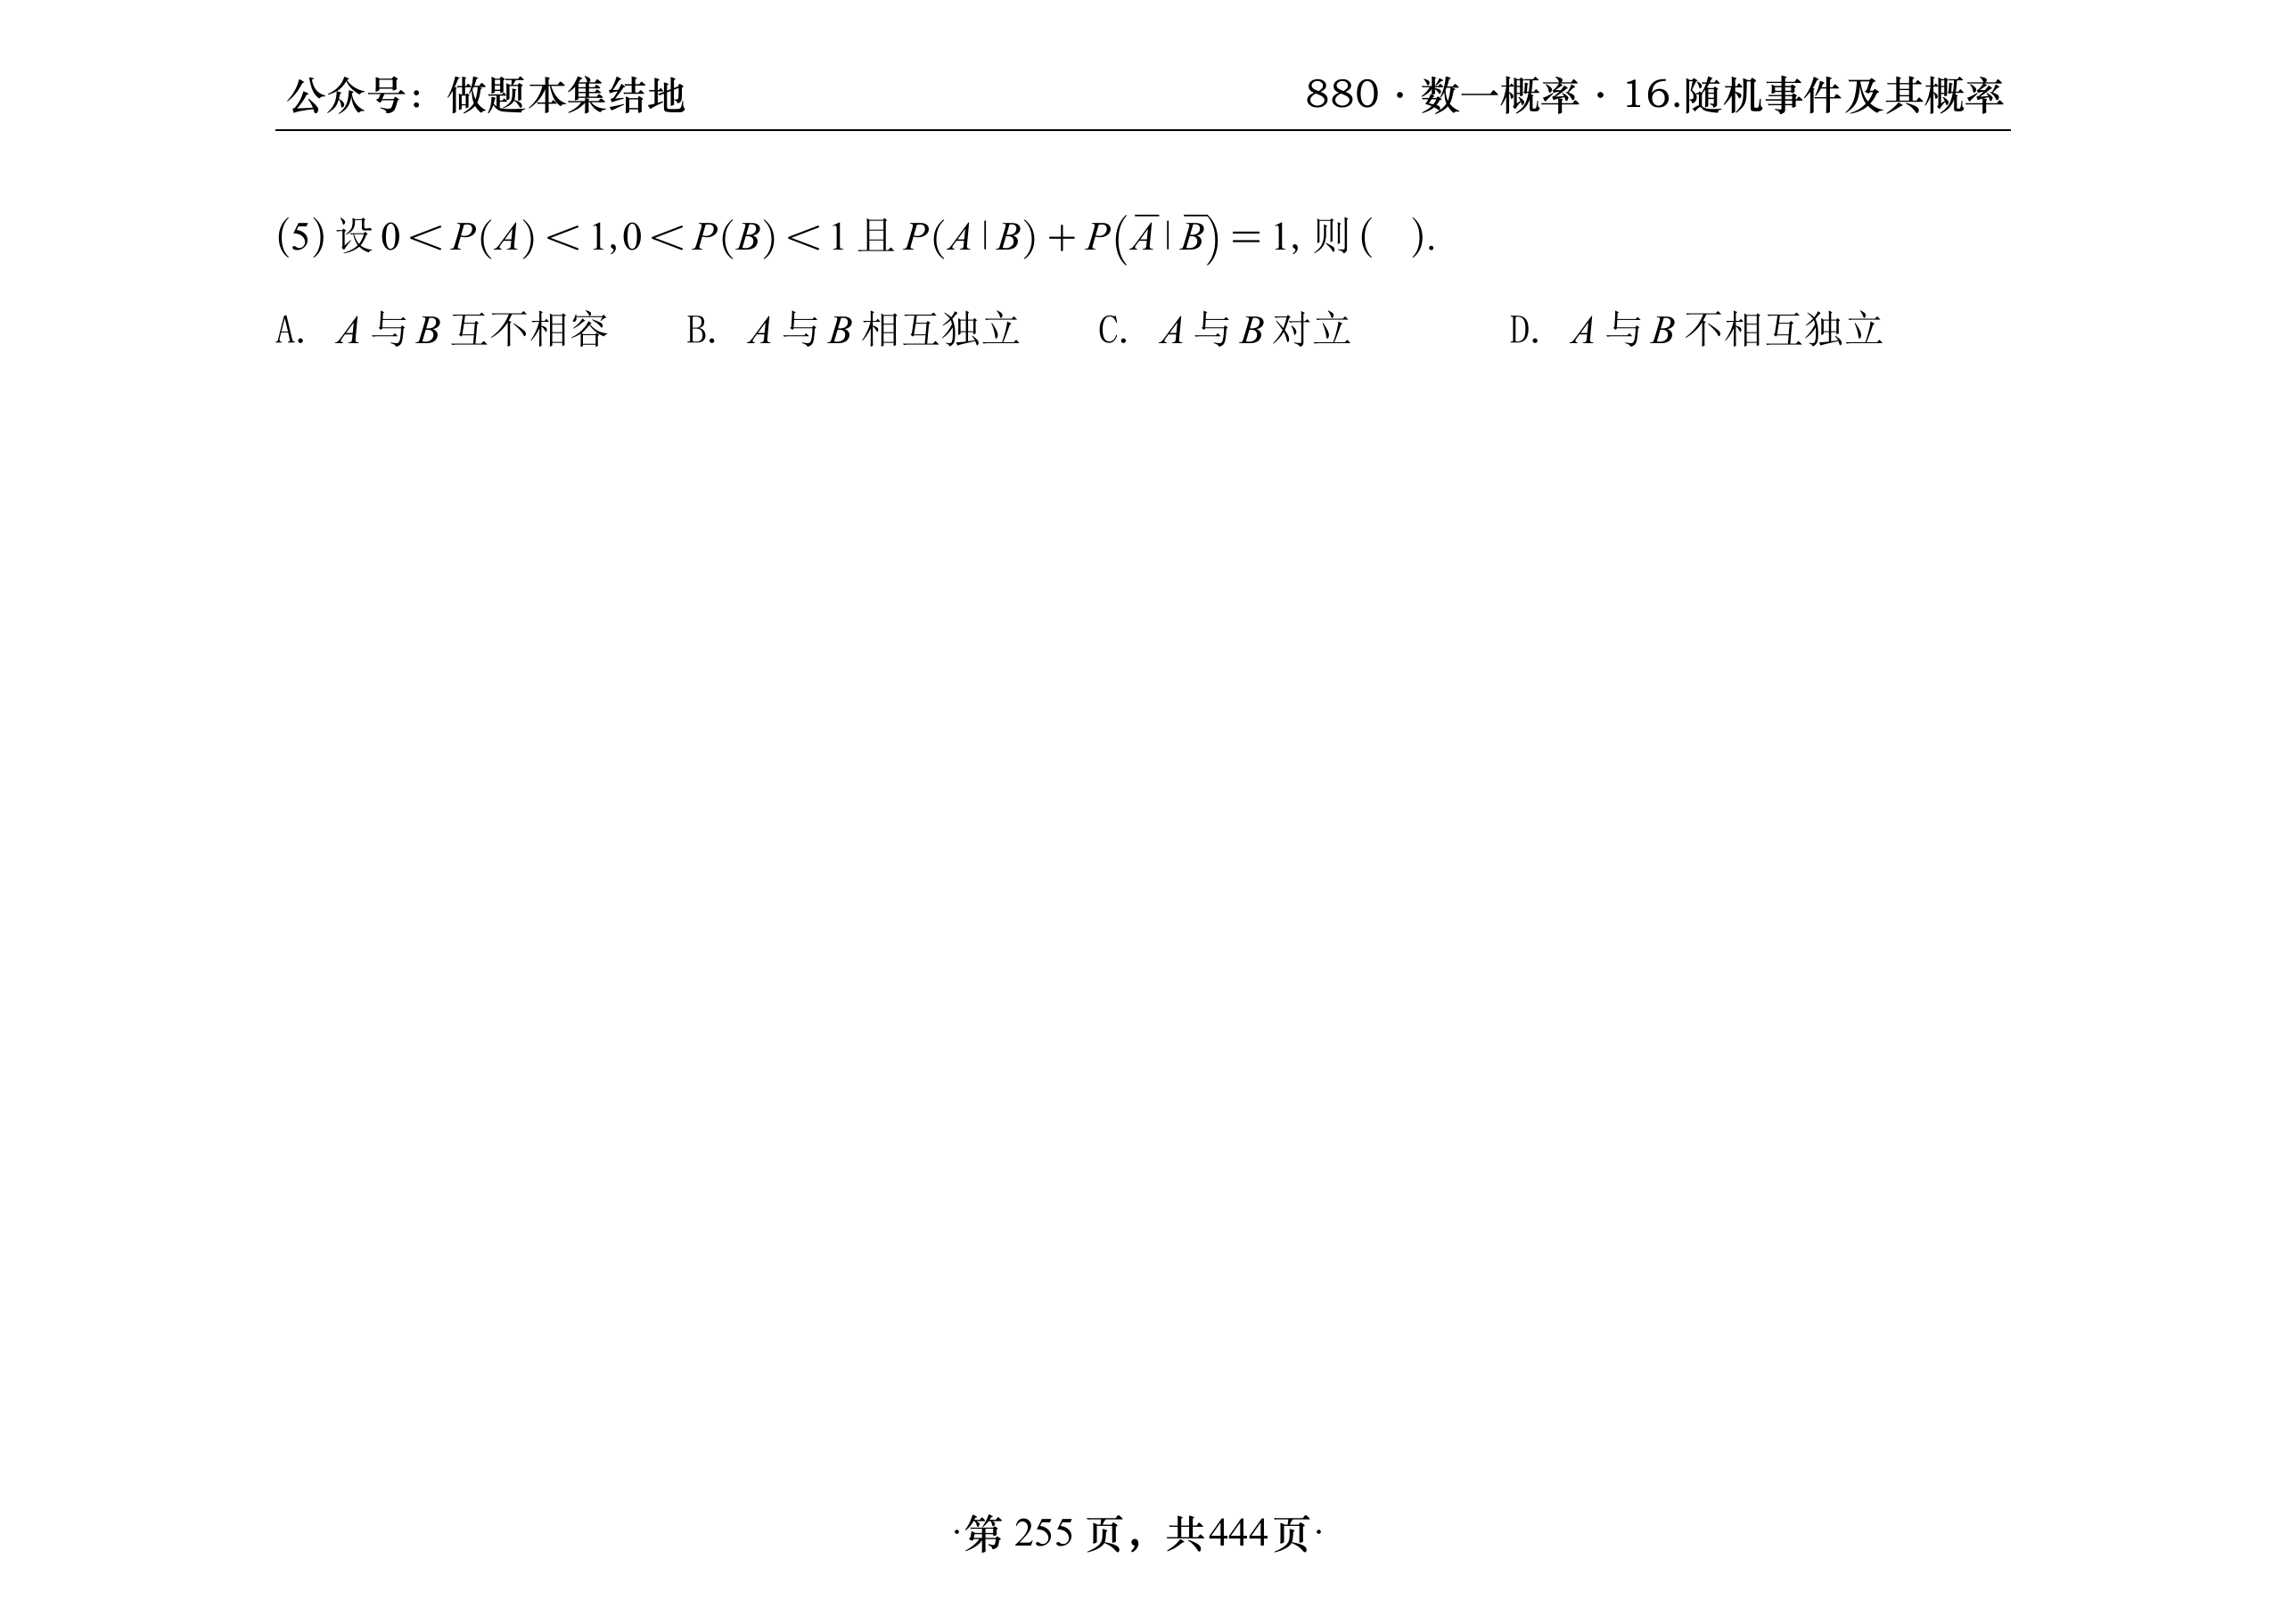 公众号：做题本集结地
880 · 数一概率 · 16.随机事件及其概率
(5) 设 0 < P(A) < 1,0 < P(B) < 1 且 P(A|B) + P(A̅|B̅) = 1, 则 (  ).
A. A 与 B 互不相容 B. A 与 B 相互独立 C. A 与 B 对立 D. A 与 B 不相互独立
·第 255 页，共444页·